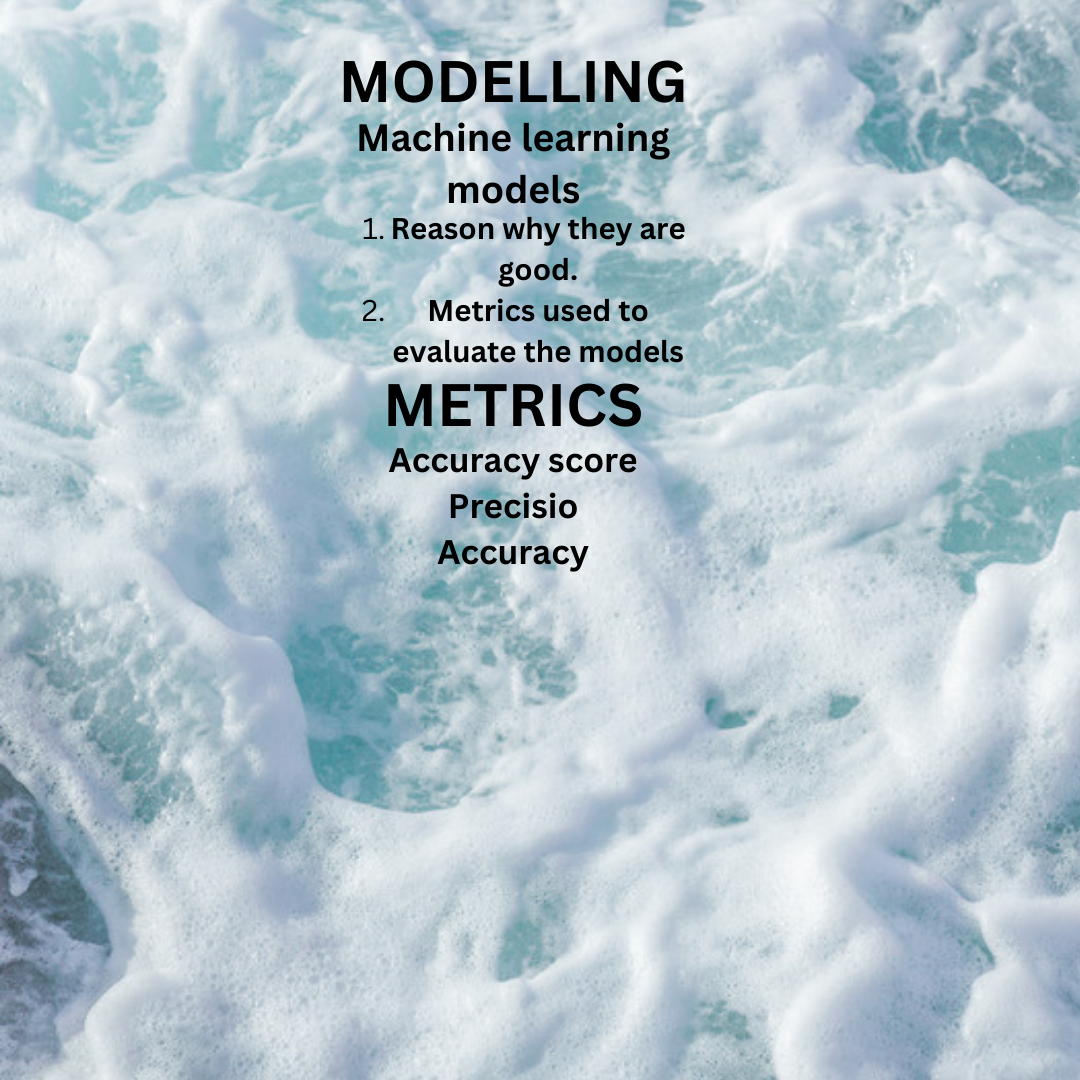 MODELLING
Machine learning
models
1. Reason why they are
good.
2. Metrics used to
evaluate the models
METRICS
Accuracy score
Precisio
Accuracy